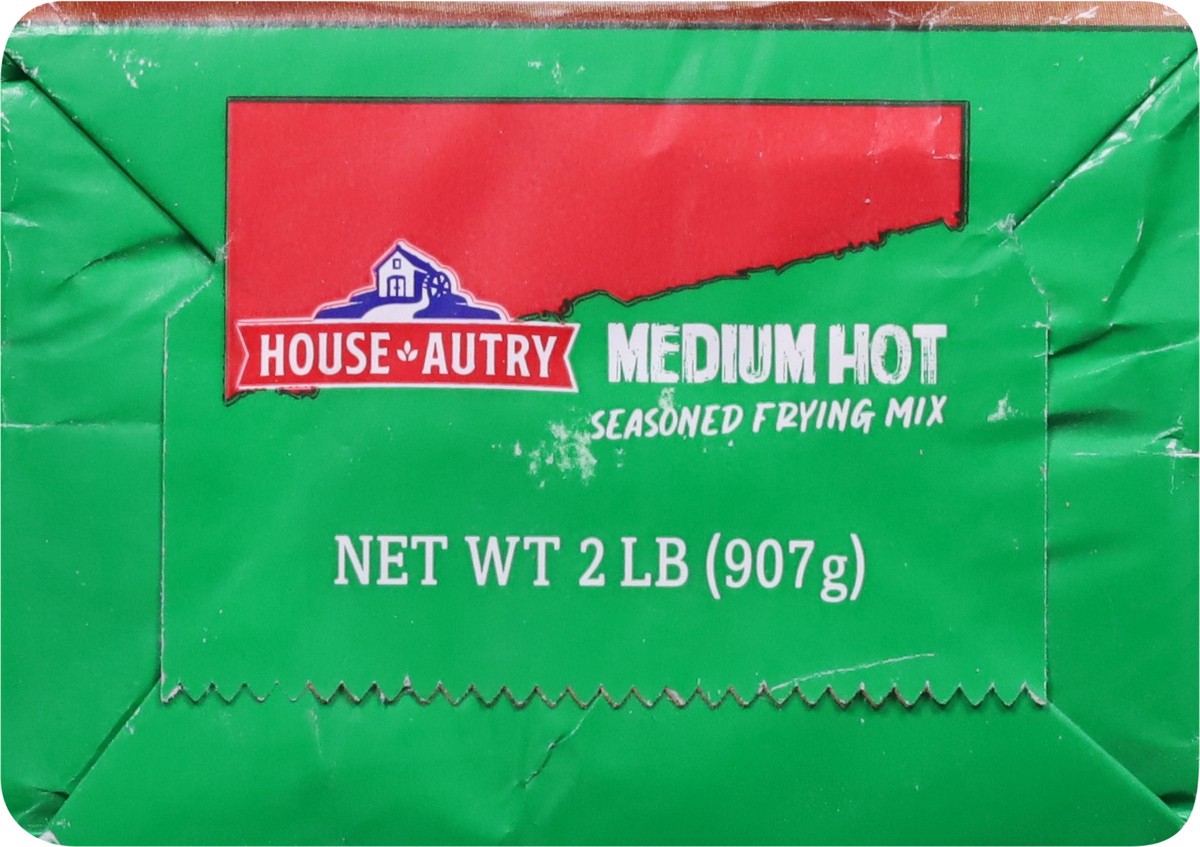 HOUSE AUTRY
MEDIUM HOT
SEASONED FRYING MIX
NET WT 2 LB (907g)